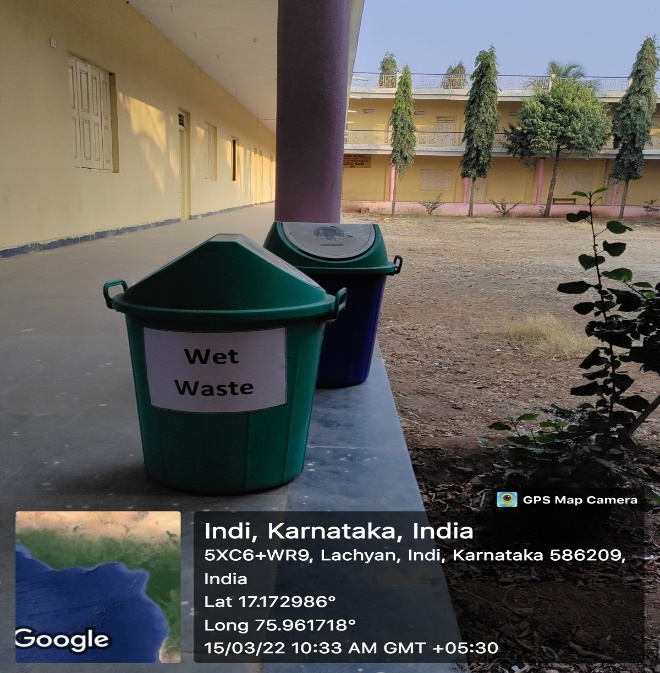 Wet
Waste
GPS Map Camera
Indi, Karnataka, India
5XC6+WR9, Lachyan, Indi, Karnataka 586209,
India
Lat 17.172986°
Long 75.961718°
15/03/22 10:33 AM GMT +05:30
Google